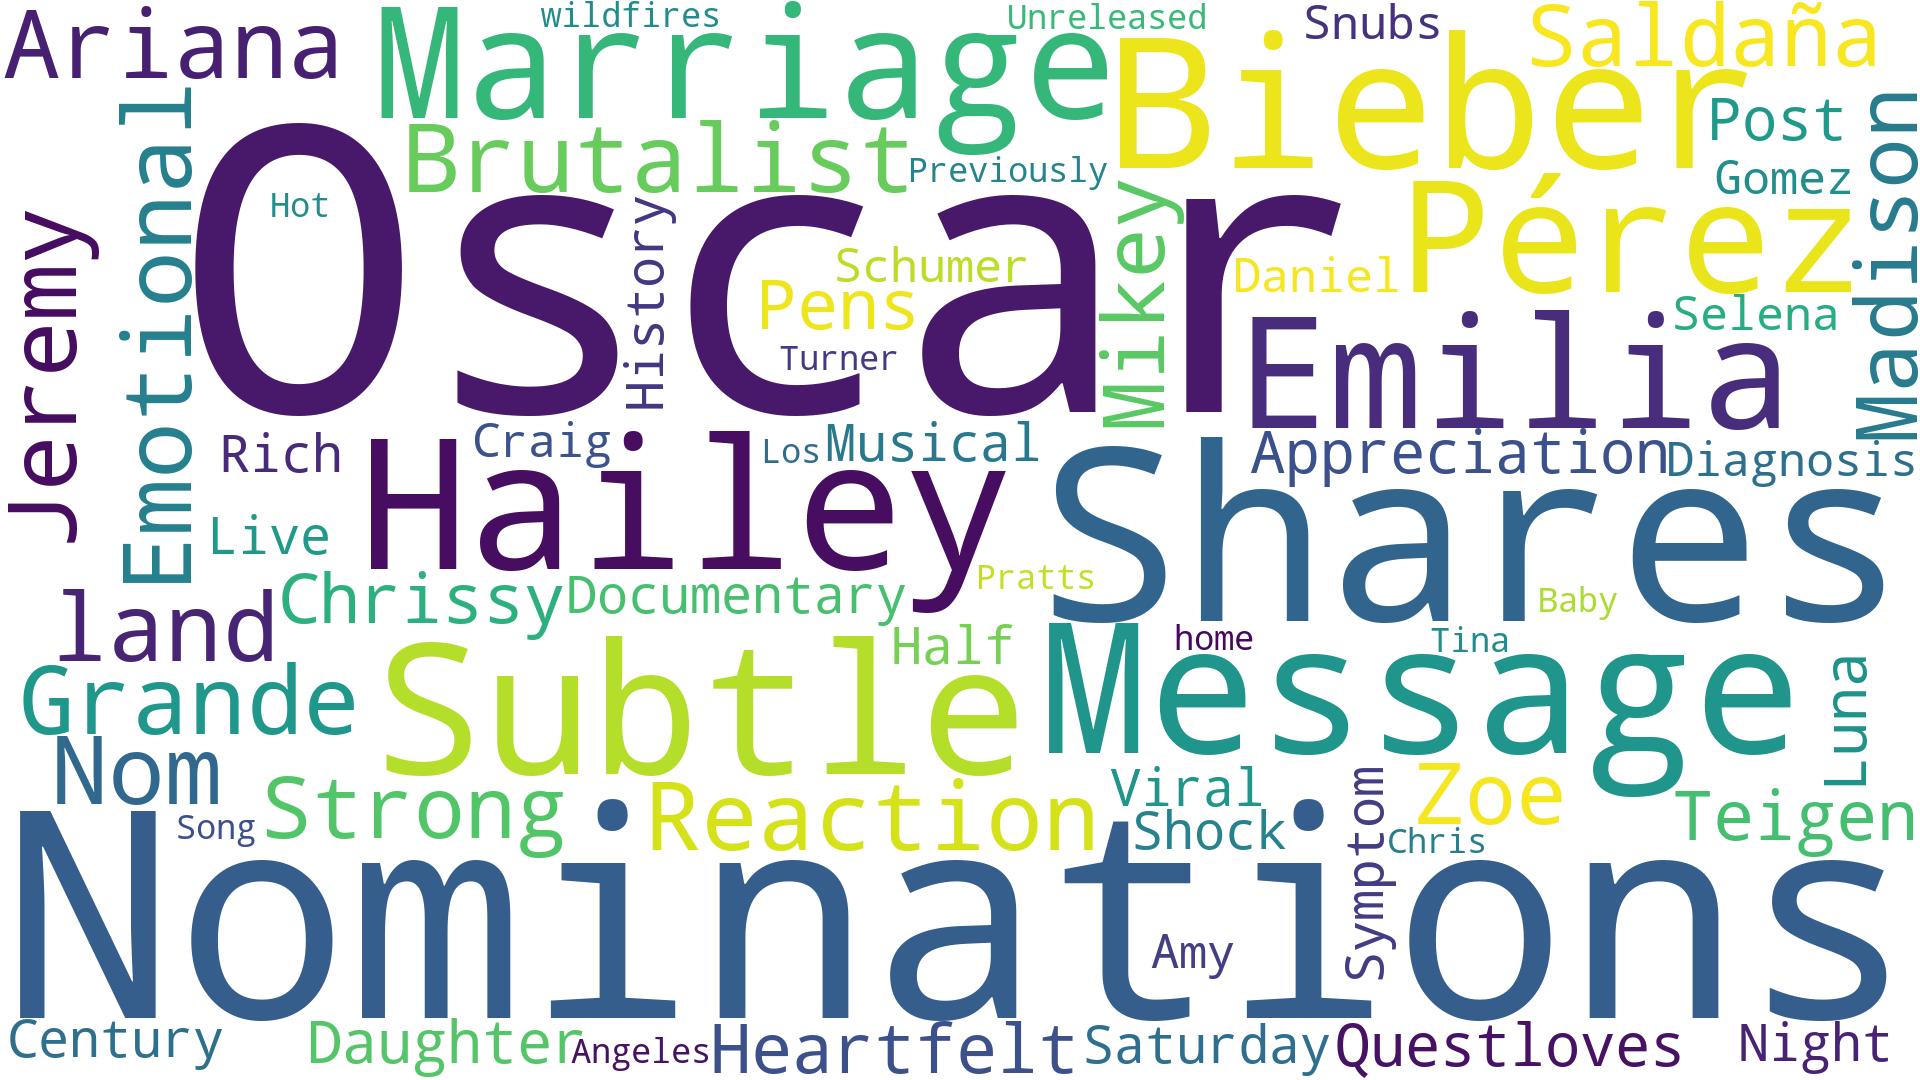 Ariana
Marriage
wildfires
Unreleased
Bieber
Snubs
Saldaña
Emotional
Brutalist
Previously
Post
Gomez
Madison
Jeremy
Hot
Oscar
History
Schumer
Pens
Turner
Mikey
Daniel
Pérez
Selena
Emilia
Rich
Hailey
Craig
Los
Musical
Shares
Appreciation
Diagnosis
Live
Chrissy
Documentary
Pratts
Baby
land
Grande
Subtle
Half
Message
home
Tina
Luna
Nom
Song
Strong
Reaction
Viral
Shock
Symptom
Zoe
Chris
Teigen
Nominations
Amy
Century
Daughter
Angeles
Heartfelt
Saturday
Questloves
Night